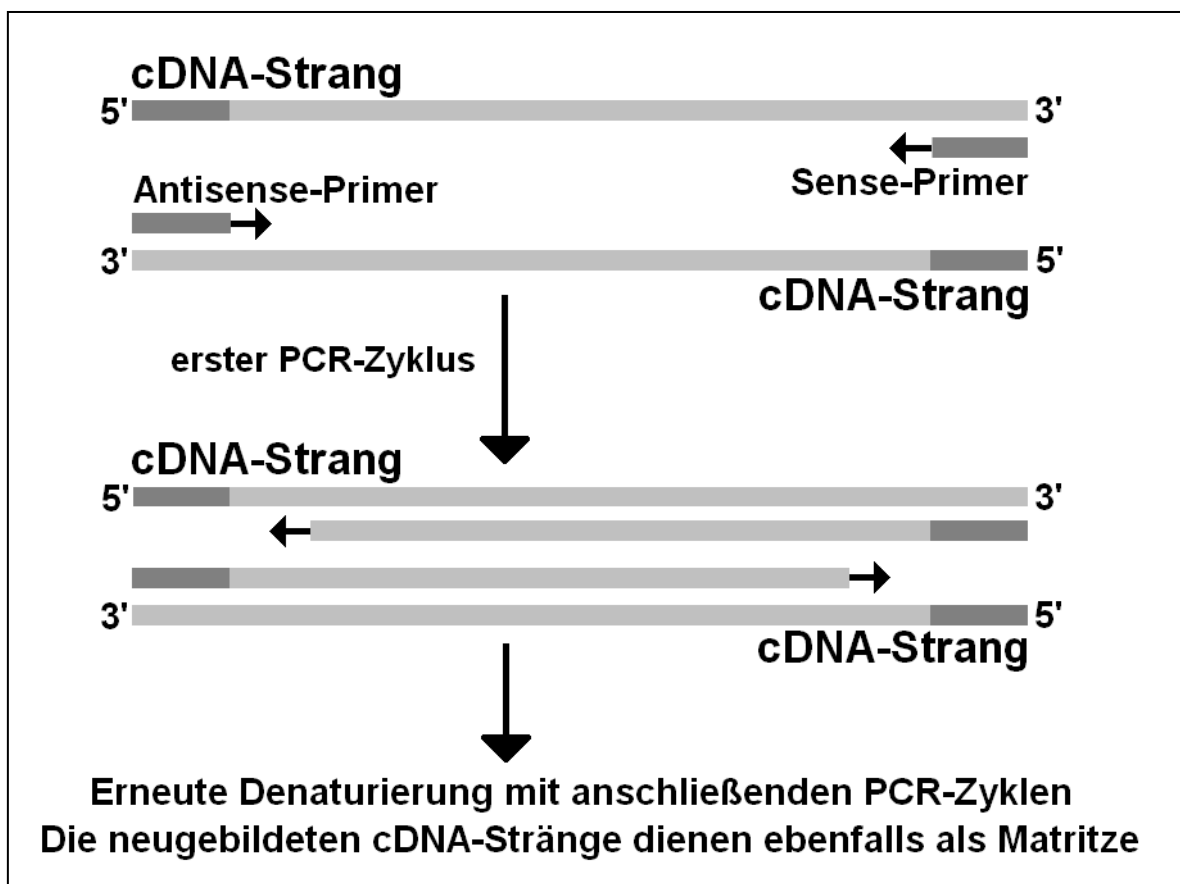 cDNA-Strang
5' 3'
Sense-Primer
Antisense-Primer
3' 5'
cDNA-Strang
erster PCR-Zyklus
cDNA-Strang
5' 3'
3' 5'
cDNA-Strang
Erneute Denaturierung mit anschließenden PCR-Zyklen
Die neugebildeten cDNA-Stränge dienen ebenfalls als Matritze